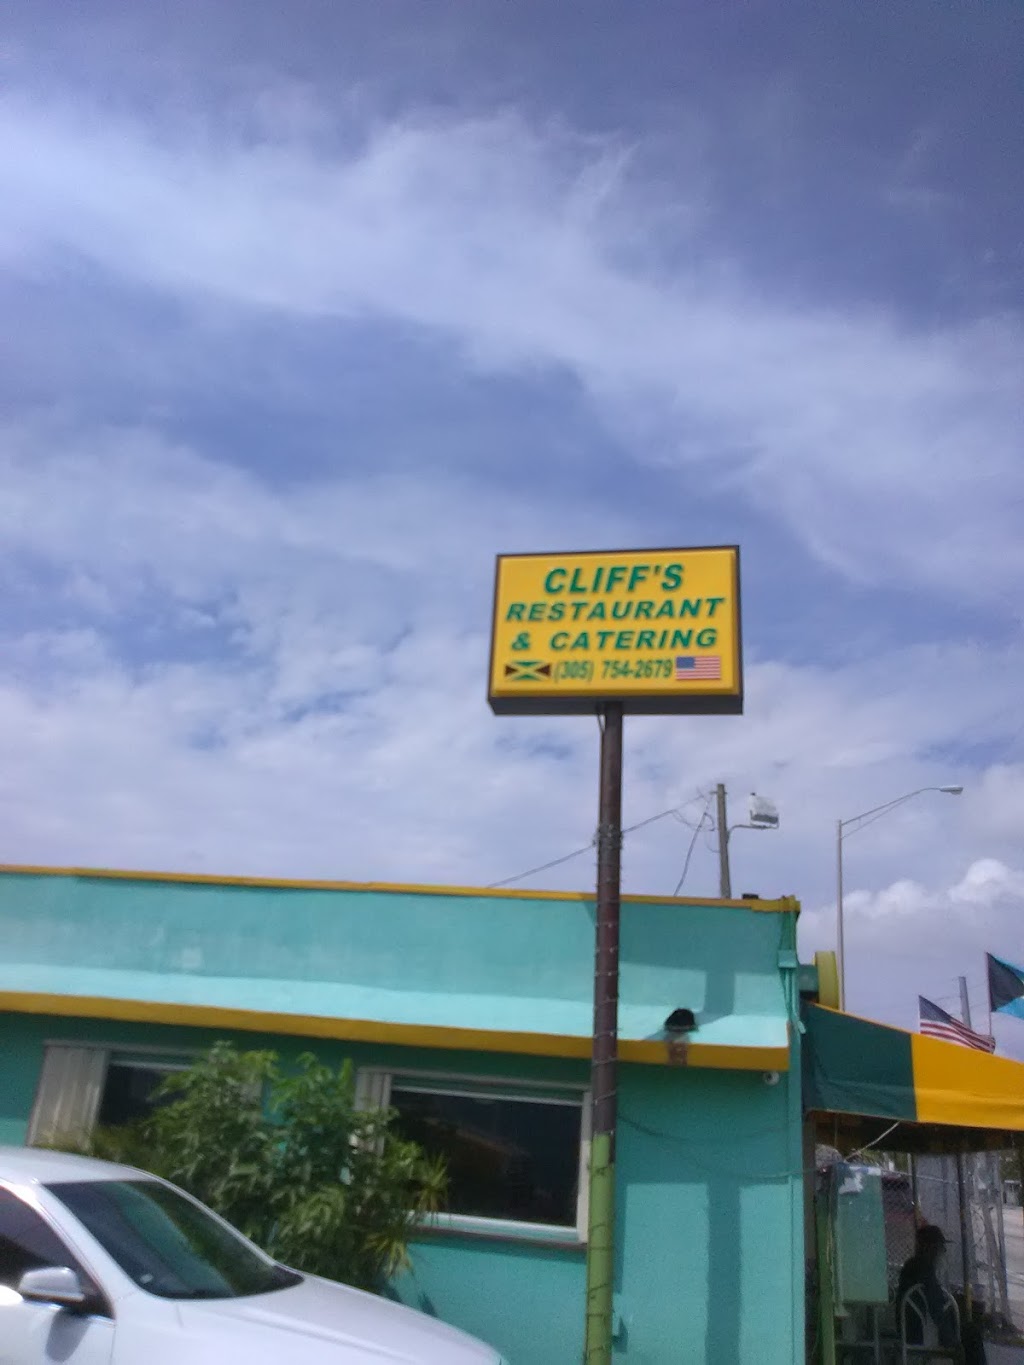 CLIFF'S
RESTAURANT
& CATERING
(305) 754-2679